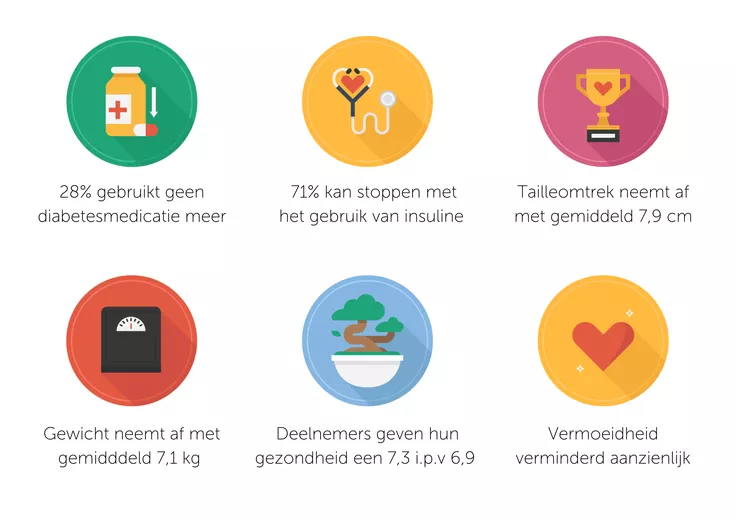 28% gebruikt geen
diabetesmedicatie meer
71% kan stoppen met
het gebruik van insuline
Tailleomtrek neemt af
met gemiddeld 7,9 cm
Gewicht neemt af met
gemidddeld 7,1 kg
Deelnemers geven hun
gezondheid een 7,3 i.p.v 6,9
Vermoeidheid
verminderd aanzienlijk